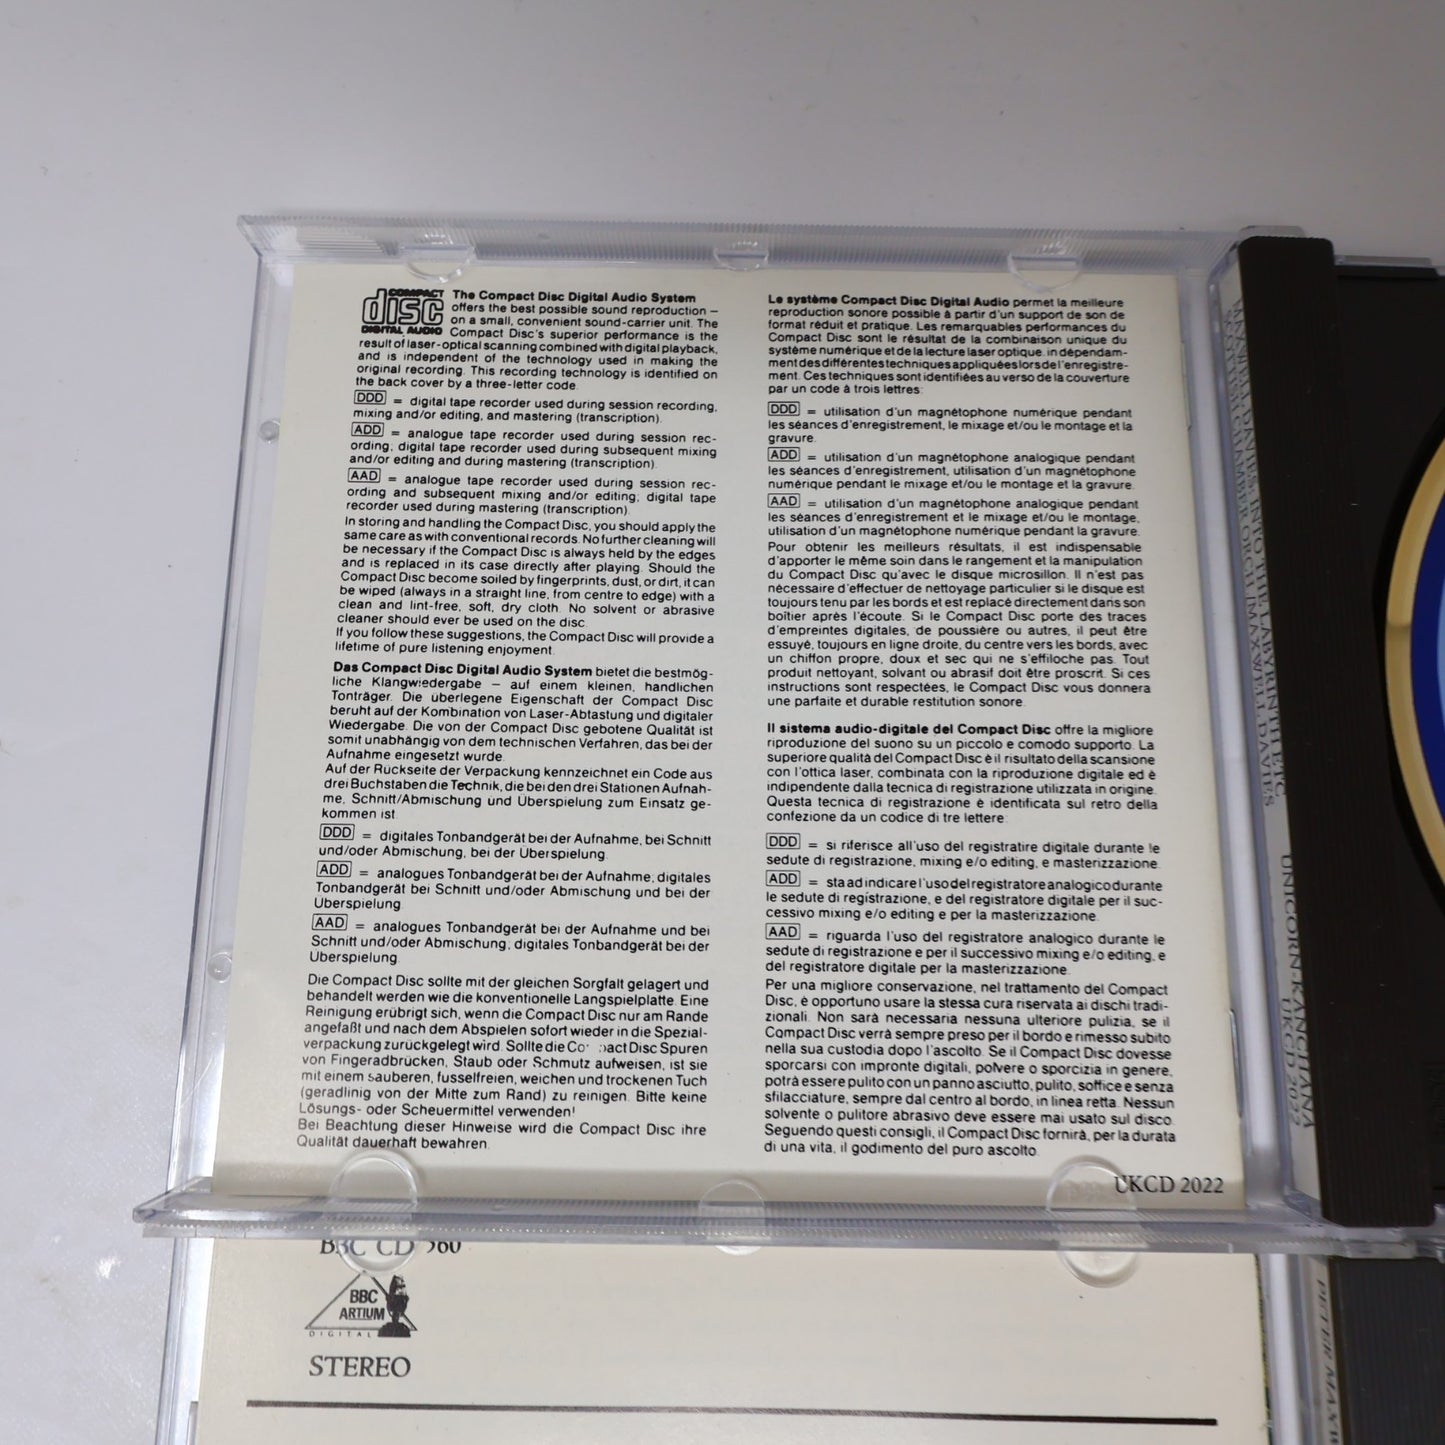 COMPACT
disc
DIGITAL AUDIO
The Compact Disc Digital Audio System
offers the best possible sound reproduction –
on a small, convenient sound-carrier unit. The
Compact Disc's superior performance is the
result of laser-optical scanning combined with digital playback,
and is independent of the technology used in making the
original recording. This recording technology is identified on
the back cover by a three-letter code.
DDD = digital tape recorder used during session recording,
mixing and/or editing, and mastering (transcription).
ADD = analogue tape recorder used during session rec-
ording, digital tape recorder used during subsequent mixing
and/or editing and during mastering (transcription).
AAD = analogue tape recorder used during session rec-
ording and subsequent mixing and/or editing; digital tape
recorder used during mastering (transcription).
In storing and handling the Compact Disc, you should apply the
same care as with conventional records. No further cleaning will
be necessary if the Compact Disc is always held by the edges
and is replaced in its case directly after playing. Should the
Compact Disc become soiled by fingerprints, dust, or dirt, it can
be wiped (always in a straight line, from centre to edge) with a
clean and lint-free, soft, dry cloth. No solvent or abrasive
cleaner should ever be used on the disc.
If you follow these suggestions, the Compact Disc will provide a
lifetime of pure listening enjoyment.
Das Compact Disc Digital Audio System bietet die bestmög-
liche Klangwiedergabe – auf einem kleinen, handlichen
Tonträger. Die überlegene Eigenschaft der Compact Disc
beruht auf der Kombination von Laser-Abtastung und digitaler
Wiedergabe. Die von der Compact Disc gebotene Qualität ist
somit unabhängig von dem technischen Verfahren, das bei der
Aufnahme eingesetzt wurde.
Auf der Rückseite der Verpackung kennzeichnet ein Code aus
drei Buchstaben die Technik, die bei den drei Stationen Aufnah-
me, Schnitt/Abmischung und Überspielung zum Einsatz ge-
kommen ist.
DDD = digitales Tonbandgerät bei der Aufnahme, bei Schnitt
und/oder Abmischung, bei der Überspielung.
ADD = analogues Tonbandgerät bei der Aufnahme, digitales
Tonbandgerät bei Schnitt und/oder Abmischung und bei der
Überspielung.
AAD = analogues Tonbandgerät bei der Aufnahme und bei
Schnitt und/oder Abmischung, digitales Tonbandgerät bei der
Überspielung.
Die Compact Disc sollte mit der gleichen Sorgfalt gelagert und
behandelt werden wie die konventionelle Langspielplatte. Eine
Reinigung erübrigt sich, wenn die Compact Disc nur am Rande
angefaßt und nach dem Abspielen sofort wieder in die Spezial-
verpackung zurückgelegt wird. Sollte die Disc Spuren
von Fingeradbrücken, Staub oder Schmutz aufweisen, ist sie
mit einem sauberen, fusselfreien, weichen und trockenen Tuch
(geradlinig von der Mitte zum Rand) zu reinigen. Bitte keine
Lösungs- oder Scheuermittel verwenden!
Bei Beachtung dieser Hinweise wird die Compact Disc ihre
Qualität dauerhaft bewahren.
Le système Compact Disc Digital Audio permet la meilleure
reproduction sonore possible à partir d'un support de son de
format réduit et pratique. Les remarquables performances du
Compact Disc sont le résultat de la combinaison unique du
système numérique et de la lecture laser optique, indépendam-
ment des différentes techniques appliquées lors de l'enregistre-
ment. Ces techniques sont identifiées au verso de la couverture
par un code à trois lettres:
DDD = utilisation d'un magnétophone numérique pendant
les séances d'enregistrement, le mixage et/ou le montage et la
gravure.
ADD = utilisation d'un magnétophone analogique pendant
les séances d'enregistrement, utilisation d'un magnétophone
numérique pendant le mixage et/ou le montage et la gravure.
AAD = utilisation d'un magnétophone analogique pendant
les séances d'enregistrement et le mixage et/ou le montage,
utilisation d'un magnétophone numérique pendant la gravure.
Pour obtenir les meilleurs résultats, il est indispensable
d'apporter le même soin dans le rangement et la manipulation
du Compact Disc qu'avec le disque microsillon. Il n'est pas
nécessaire d'effectuer de nettoyage particulier si le disque est
toujours tenu par les bords et est replacé directement dans son
boîtier après l'écoute. Si le Compact Disc porte des traces
d'empreintes digitales, de poussière ou autres, il peut être
essuyé, toujours en ligne droite, du centre vers les bords, avec
un chiffon propre, doux et sec qui ne s'effiloche pas. Tout
produit nettoyant, solvant ou abrasif doit être proscrit. Si ces
instructions sont respectées, le Compact Disc vous donnera
une parfaite et durable restitution sonore.
Il sistema audio-digitale del Compact Disc offre la migliore
riproduzione del suono su un piccolo e comodo supporto. La
superiore qualità del Compact Disc è il risultato della scansione
con l'ottica laser, combinata con la riproduzione digitale ed è
indipendente dalla tecnica di registrazione utilizzata in origine.
Questa tecnica di registrazione è identificata sul retro della
confezione da un codice di tre lettere:
DDD = si riferisce all'uso del registratire digitale durante le
sedute di registrazione, mixing e/o editing, e masterizzazione.
ADD = sta ad indicare l'uso del registratore analogico durante
le sedute di registrazione, e del registratore digitale per il suc-
cessivo mixing e/o editing e per la masterizzazione.
AAD = riguarda l'uso del registratore analogico durante le
sedute di registrazione e per il successivo mixing e/o editing, e
del registratore digitale per la masterizzazione.
Per una migliore conservazione, nel trattamento del Compact
Disc, è opportuno usare la stessa cura riservata ai dischi tradi-
zionali. Non sarà necessaria nessuna ulteriore pulizia, se il
Compact Disc verrà sempre preso per il bordo e rimesso subito
nella sua custodia dopo l'ascolto. Se il Compact Disc dovesse
sporcarsi con impronte digitali, polvere o sporcizia in genere,
potrà essere pulito con un panno asciutto, pulito, soffice e senza
sfilacciature, sempre dal centro al bordo, in linea retta. Nessun
solvente o pulitore abrasivo deve essere mai usato sul disco.
Seguendo questi consigli, il Compact Disc fornirà, per la durata
di una vita, il godimento del puro ascolto.
UKCD 2022
MAXWELL DAVIES: INTO THE LABYRINTH ETC.
SCOTTISH CHAMBER ORCH./MAXWELL DAVIES
UNICORN-KANCHANA
UKCD 2022
BBC CD 560
BBC
ARTIUM
DIGITAL
STEREO
PETER